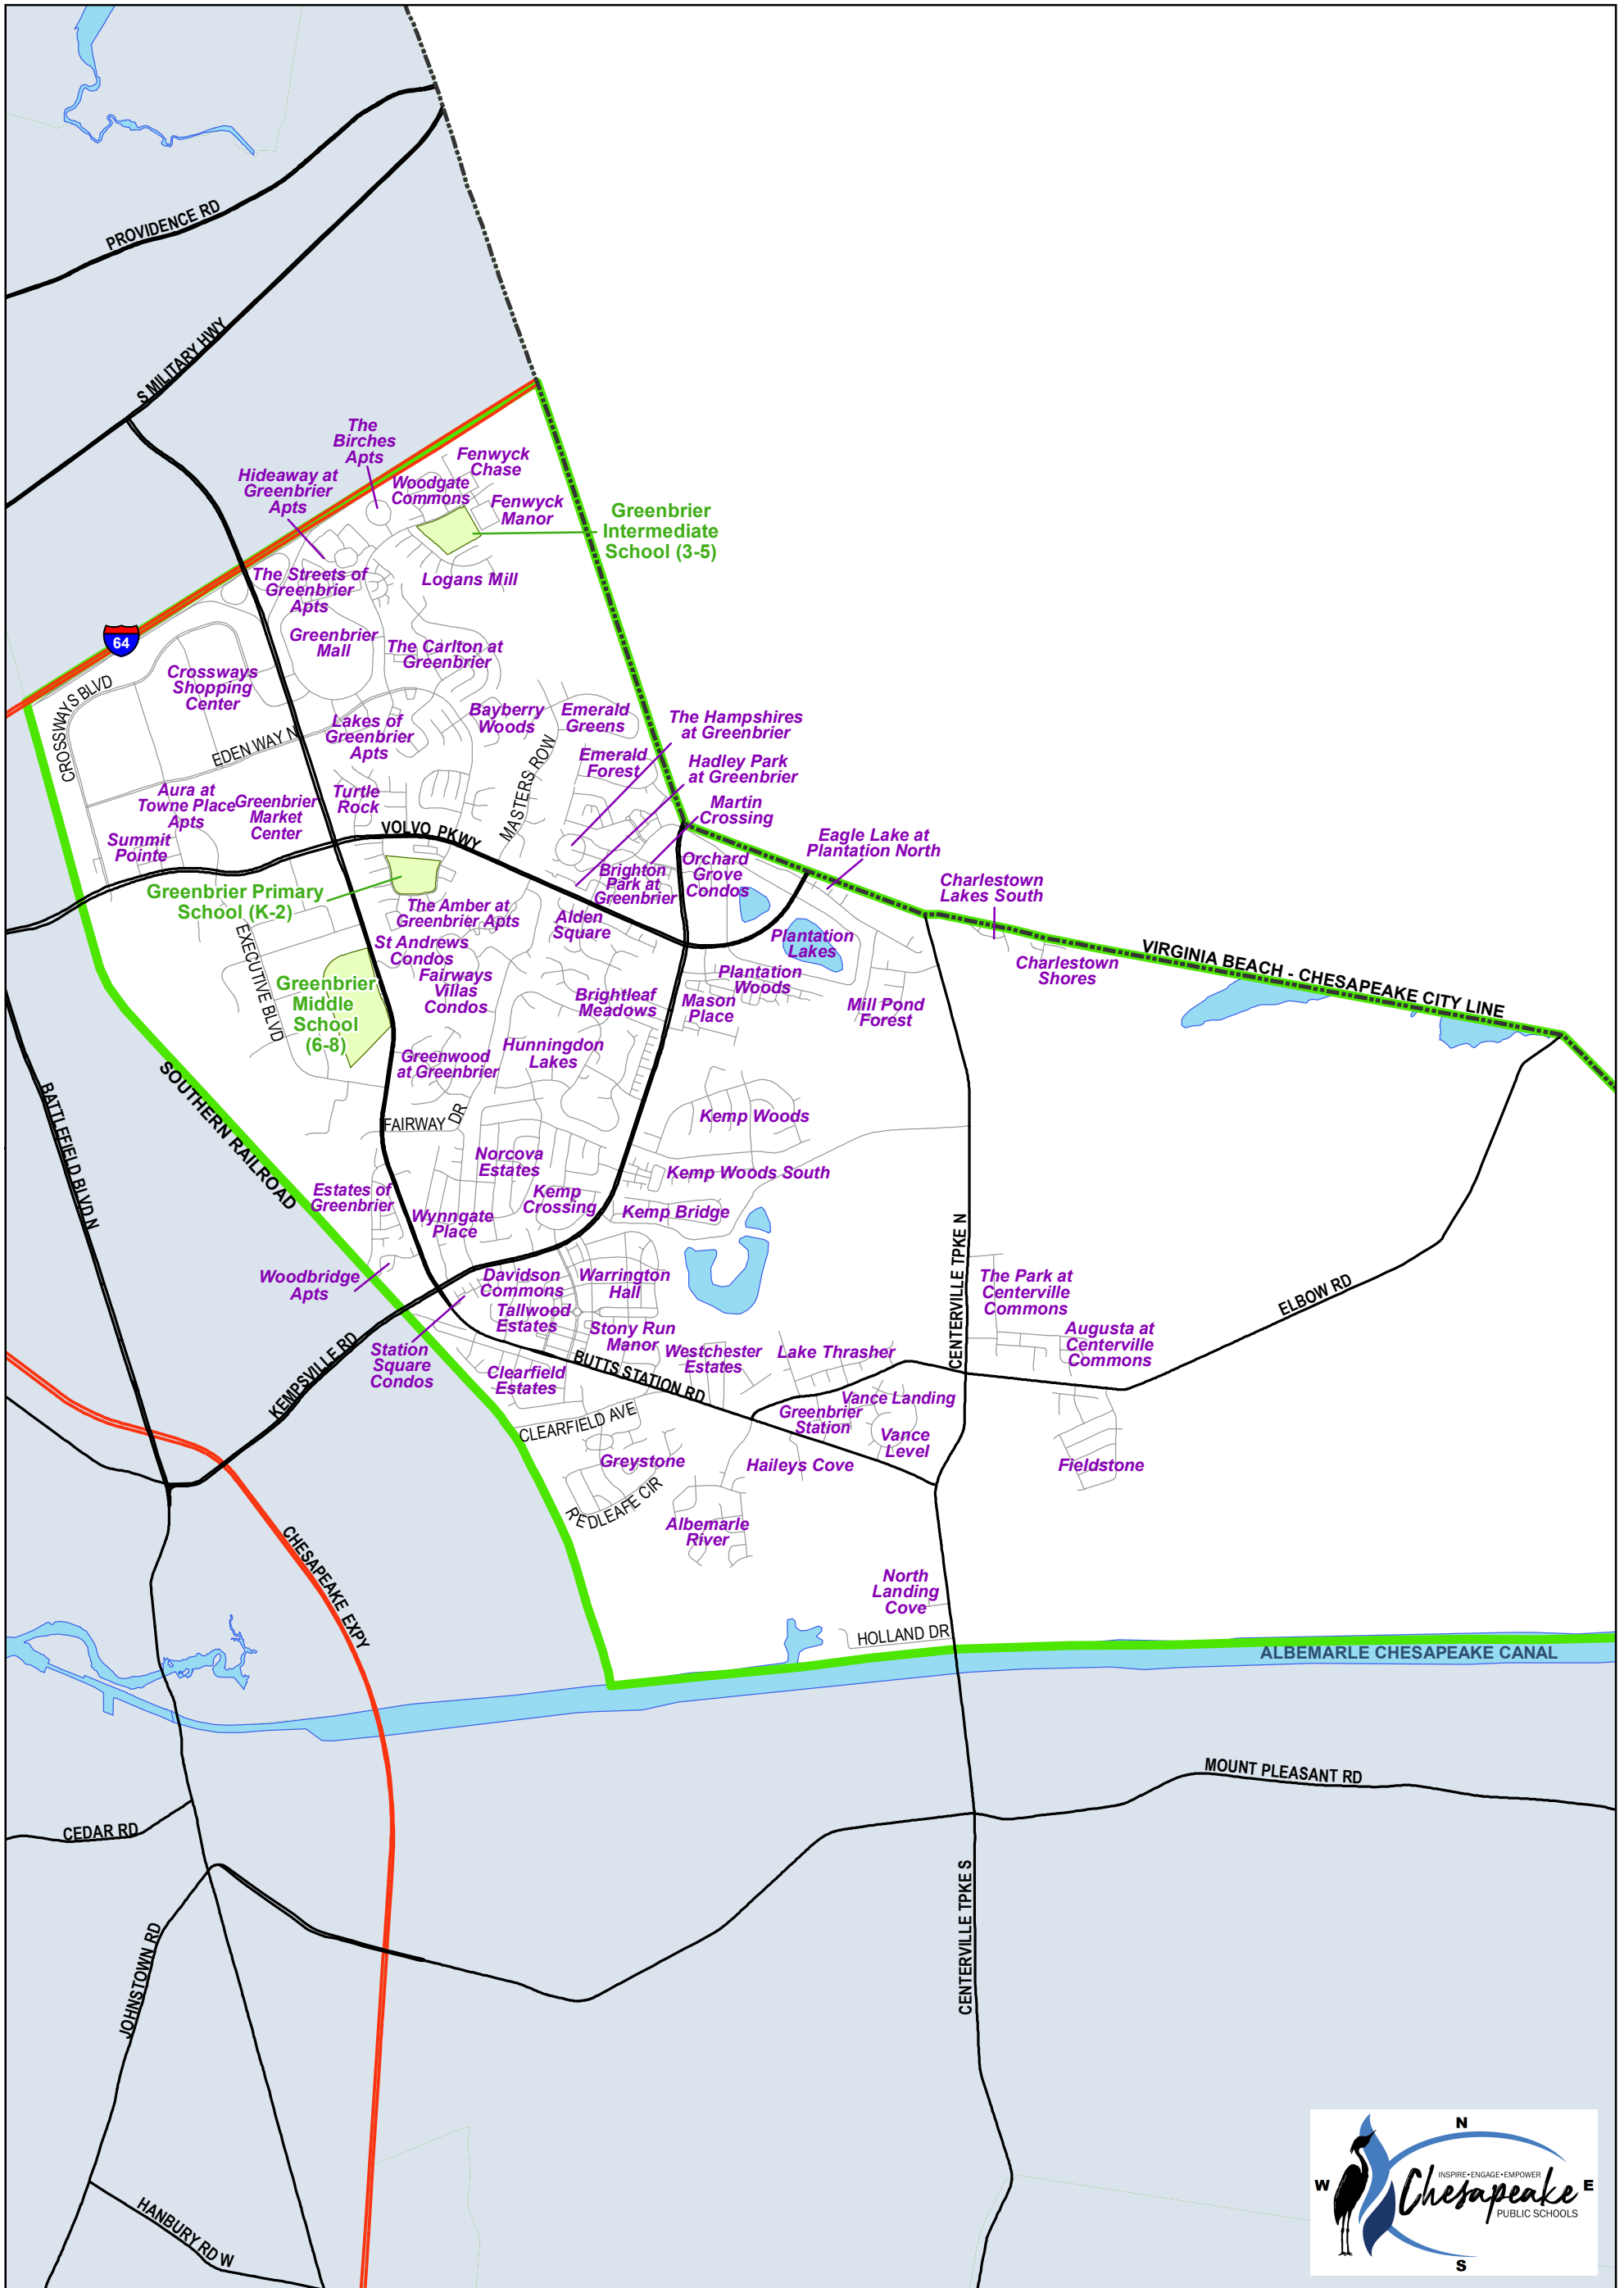 PROVIDENCE RD
S MILITARY HWY
The
Birches
Apts
Fenwyck
Chase
Hideaway at
Greenbrier
Apts
Woodgate
Commons
Fenwyck
Manor
Greenbrier
Intermediate
School (3-5)
The Streets of
Greenbrier
Apts
Logans Mill
64
Greenbrier
Mall
The Carlton at
Greenbrier
Crossways
Shopping
Center
CROSSWAYS BLVD
EDEN WAY N
Lakes of
Greenbrier
Apts
Bayberry
Woods
Emerald
Greens
The Hampshires
at Greenbrier
MASTERS ROW
Emerald
Forest
Hadley Park
at Greenbrier
Aura at
Towne Place
Apts
Greenbrier
Market
Center
Turtle
Rock
Martin
Crossing
Summit
Pointe
VOLVO PKWY
Eagle Lake at
Plantation North
Orchard
Grove
Condos
Brighton
Park at
Greenbrier
Charlestown
Lakes South
Greenbrier Primary
School (K-2)
The Amber at
Greenbrier Apts
Alden
Square
EXECUTIVE BLVD
St Andrews
Condos
Plantation
Lakes
VIRGINIA BEACH - CHESAPEAKE CITY LINE
Charlestown
Shores
Fairways
Villas
Condos
Plantation
Woods
Greenbrier
Middle
School
(6-8)
Brightleaf
Meadows
Mason
Place
Mill Pond
Forest
Greenwood
at Greenbrier
Hunningdon
Lakes
SOUTHERN RAILROAD
BATTLEFIELD BLVD N
FAIRWAY DR
Kemp Woods
Norcova
Estates
Kemp Woods South
Estates of
Greenbrier
Kemp
Crossing
Wynngate
Place
Kemp Bridge
CENTERVILLE TPKE N
Woodbridge
Apts
Davidson
Commons
Warrington
Hall
The Park at
Centerville
Commons
ELBOW RD
Tallwood
Estates
Stony Run
Manor
Augusta at
Centerville
Commons
KEMPSVILLE RD
Station
Square
Condos
Westchester
Estates
Lake Thrasher
BUTTS STATION RD
Clearfield
Estates
Vance Landing
Greenbrier
Station
CLEARFIELD AVE
Vance
Level
Greystone
Haileys Cove
Fieldstone
REDLEAFE CIR
Albemarle
River
CHESAPEAKE EXPY
North
Landing
Cove
HOLLAND DR
ALBEMARLE CHESAPEAKE CANAL
MOUNT PLEASANT RD
CEDAR RD
CENTERVILLE TPKE S
JOHNSTOWN RD
HANBURY RD W
N
W
E
S
INSPIRE•ENGAGE•EMPOWER
Chesapeake
PUBLIC SCHOOLS